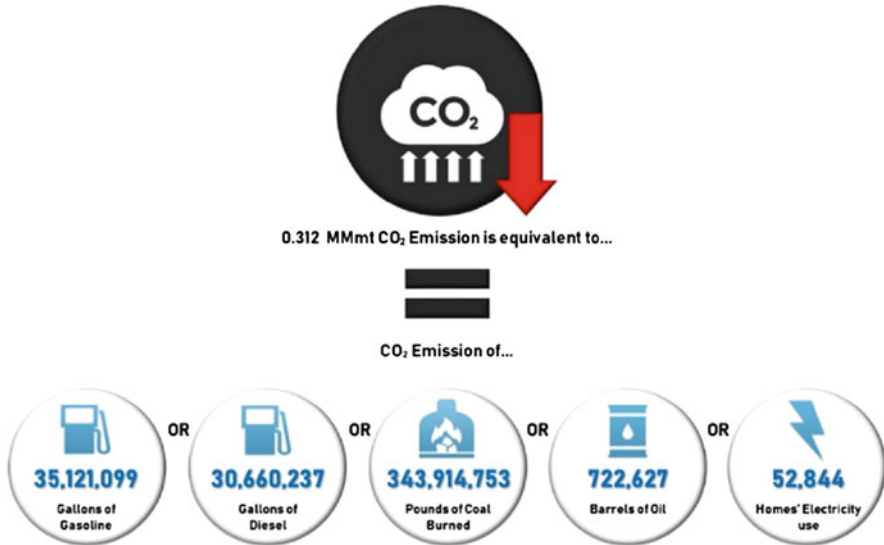 CO₂
0.312 MMmt CO₂ Emission is equivalent to...
CO₂ Emission of...
35,121,099
Gallons of
Gasoline
OR
30,660,237
Gallons of
Diesel
OR
343,914,753
Pounds of Coal
Burned
OR
722,627
Barrels of Oil
OR
52,844
Homes' Electricity
use